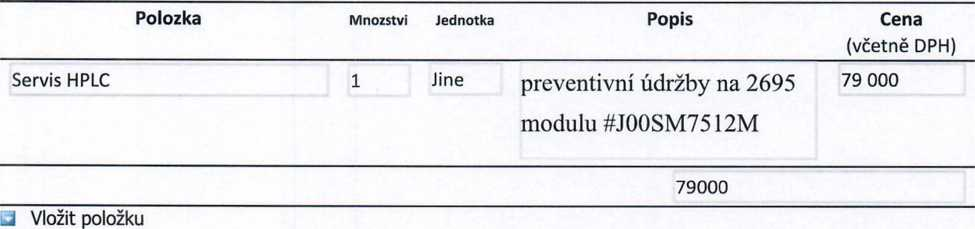 Polozka Mnozstvi Jednotka Popis Cena
(včetně DPH)
Servis HPLC 1 Jine preventivní údržby na 2695 79 000
modulu #J00SM7512M
79000
Vložit položku